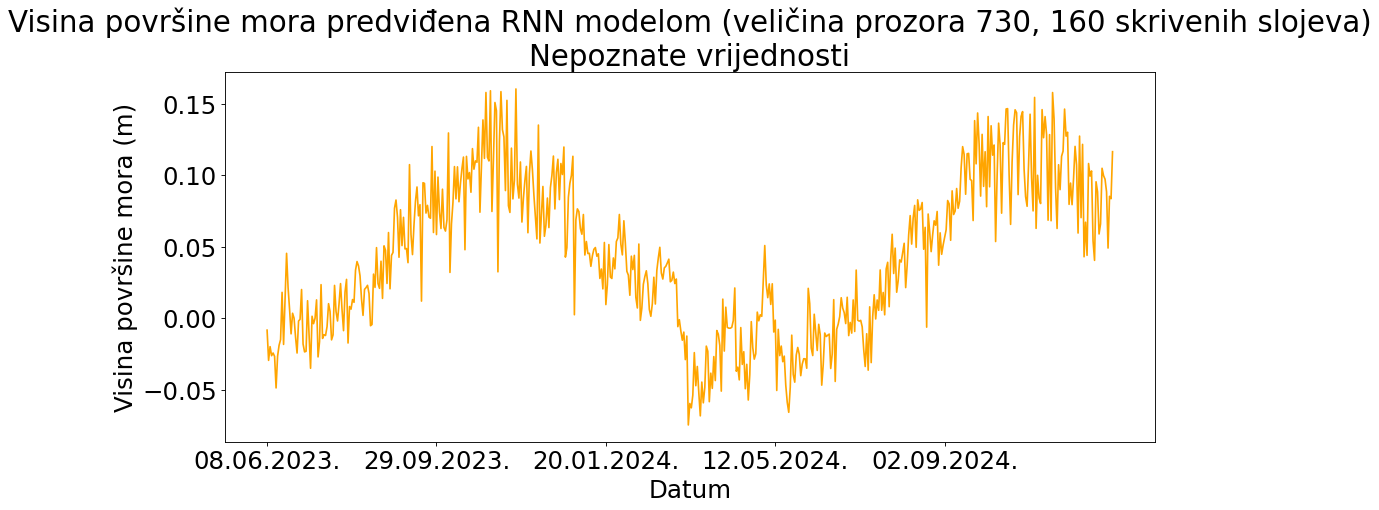 Visina površine mora predviđena RNN modelom (veličina prozora 730, 160 skrivenih slojeva)
Nepoznate vrijednosti
Visina površine mora (m)
0.15
0.10
0.05
0.00
−0.05
08.06.2023. 29.09.2023. 20.01.2024. 12.05.2024. 02.09.2024.
Datum